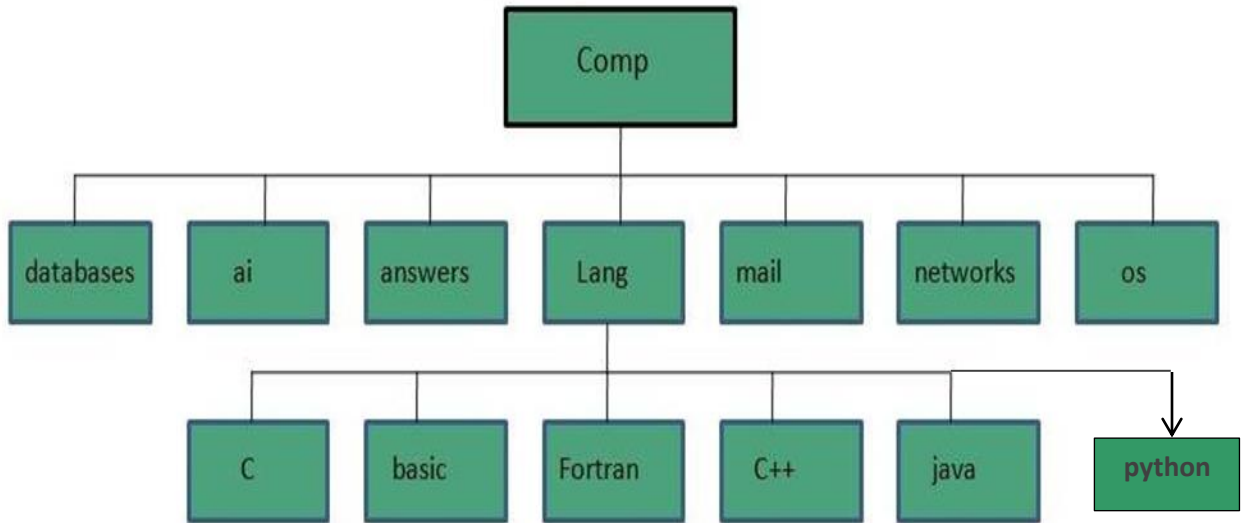 Comp
databases
ai
answers
Lang
mail
networks
os
C
basic
Fortran
C++
java
python